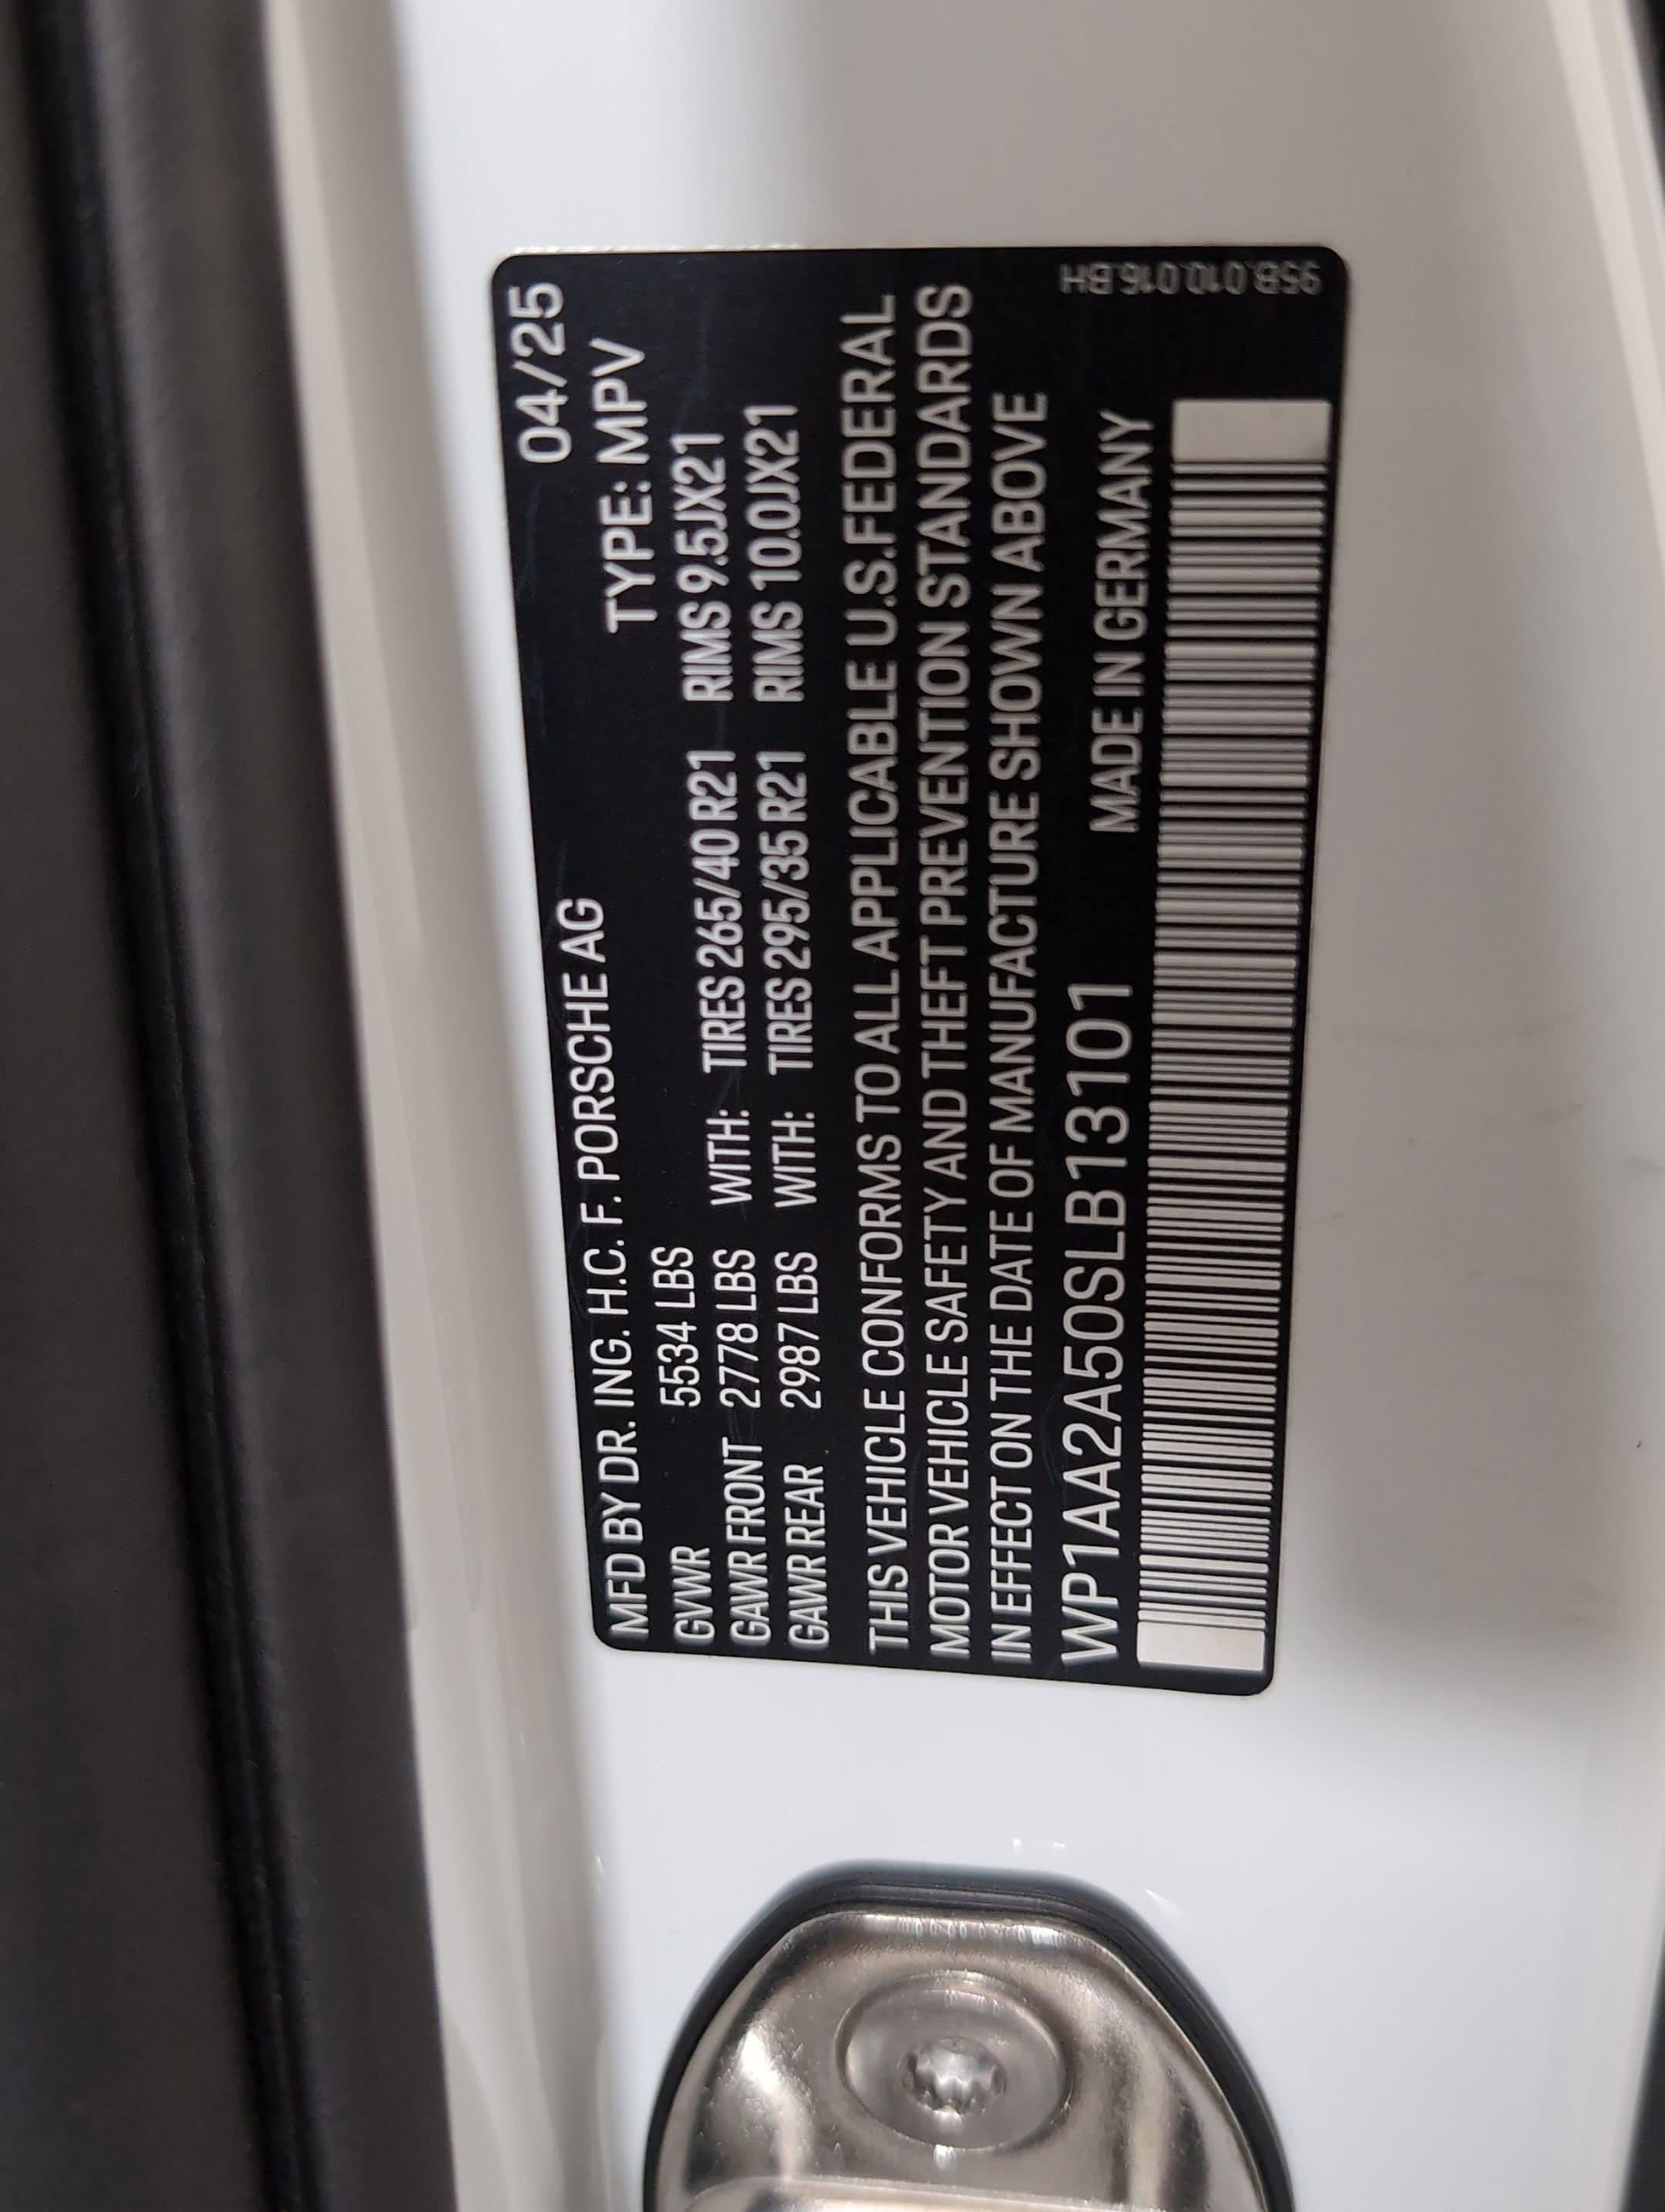 04/25
MFD BY DR. ING. H.C. F. PORSCHE AG
TYPE: MPV
GVWR 5534 LBS
GAWR FRONT 2778 LBS WITH: TIRES 265/40 R21 RIMS 9.5JX21
GAWR REAR 2987 LBS WITH: TIRES 295/35 R21 RIMS 10.0JX21
THIS VEHICLE CONFORMS TO ALL APPLICABLE U.S. FEDERAL
MOTOR VEHICLE SAFETY AND THEFT PREVENTION STANDARDS
IN EFFECT ON THE DATE OF MANUFACTURE SHOWN ABOVE
WP1AA2A50SLB13101 MADE IN GERMANY
95B.010.016.BH